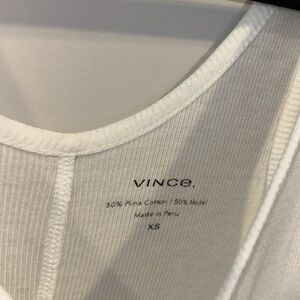 VINCE.
50% Pima Cotton / 50% Modal
Made in Peru
XS